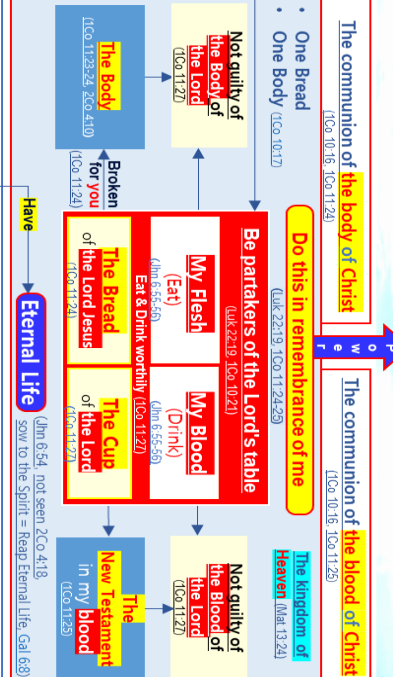 The communion of the body of Christ
(1Co 10:16, 1Co 11:24)
The communion of the blood of Christ
(1Co 10:16, 1Co 11:25)
P o w e r
• One Bread
• One Body (1Co 10:17)
Do this in remembrance of me
(Luk 22:19, 1Co 11:24-25)
The kingdom of
Heaven (Mat 13:24)
Be partakers of the Lord's table
(Luk 22:19, 1Co 10:21)
Not guilty of
the Body of
the Lord
(1Co 11:27)
My Flesh
(Eat)
(Jhn 6:55-56)
My Blood
(Drink)
(Jhn 6:55-56)
Not guilty of
the Blood of
the Lord
(1Co 11:27)
Eat & Drink worthily (1Co 11:27)
The Body
(1Co 11:23-24, 2Co 4:10)
Broken
for you
(1Co 11:24)
The Bread
of the Lord Jesus
(1Co 11:24)
The Cup
of the Lord
(1Co 11:27)
The
New Testament
in my blood
(1Co 11:25)
Have
Eternal Life
(Jhn 6:54, not seen 2Co 4:18,
sow to the Spirit = Reap Eternal Life, Gal 6:8)